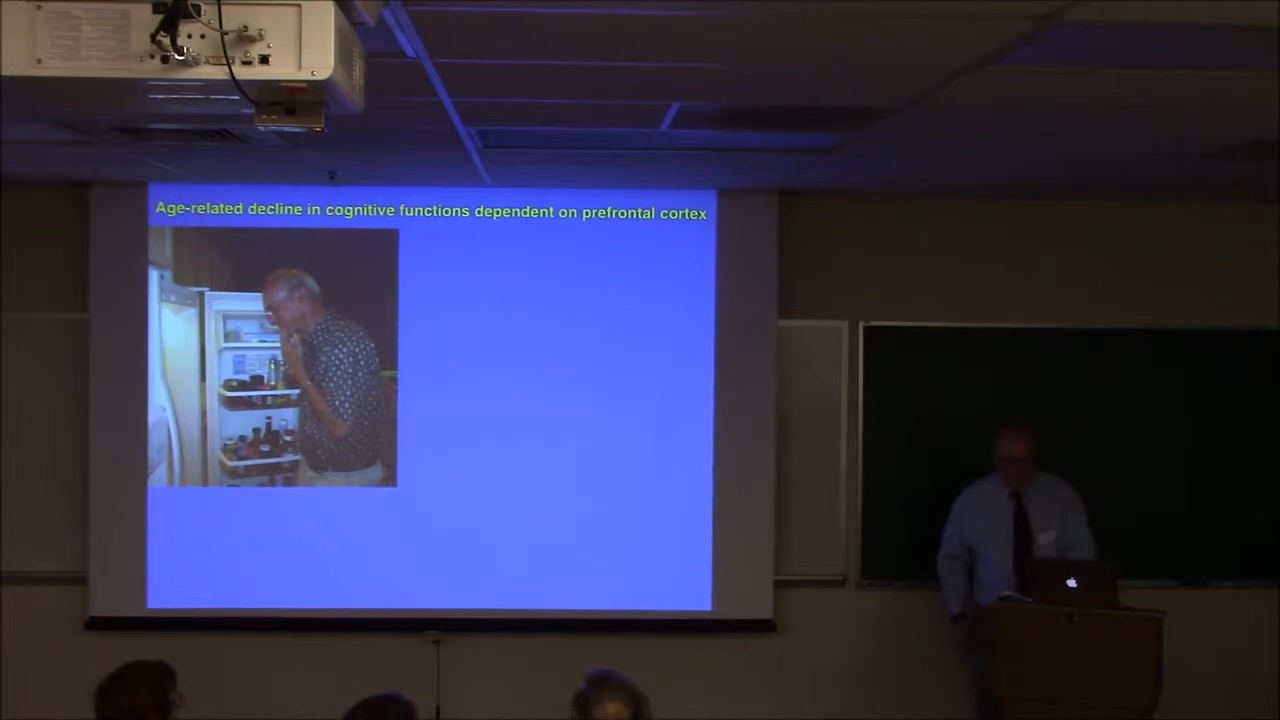 Age-related decline in cognitive functions dependent on prefrontal cortex